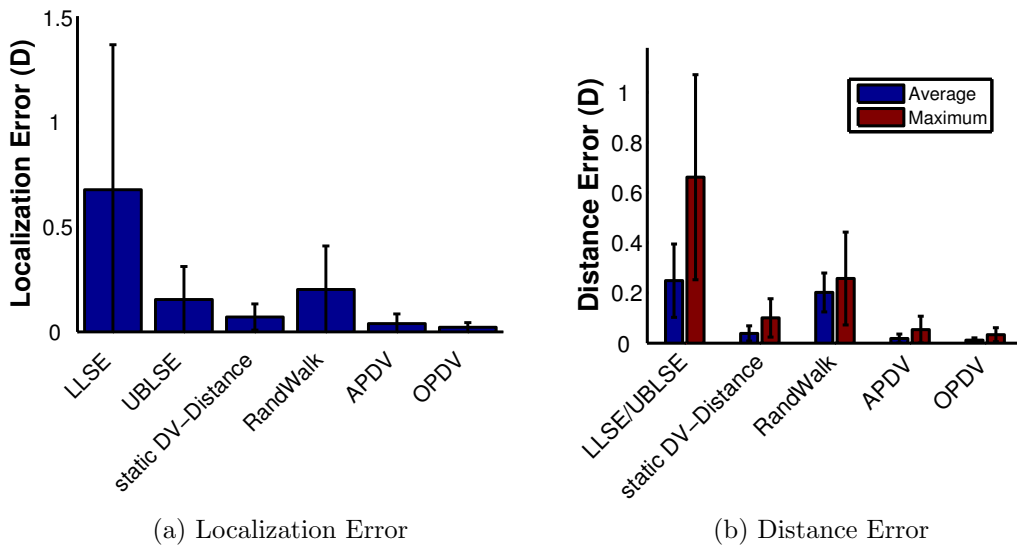 Localization Error (D)
1.5
1
0.5
0
LLSE
UBLSE
static DV-Distance
RandWalk
APDV
OPDV
(a) Localization Error
Distance Error (D)
1
0.8
0.6
0.4
0.2
0
Average
Maximum
LLSE/UBLSE
static DV-Distance
RandWalk
APDV
OPDV
(b) Distance Error